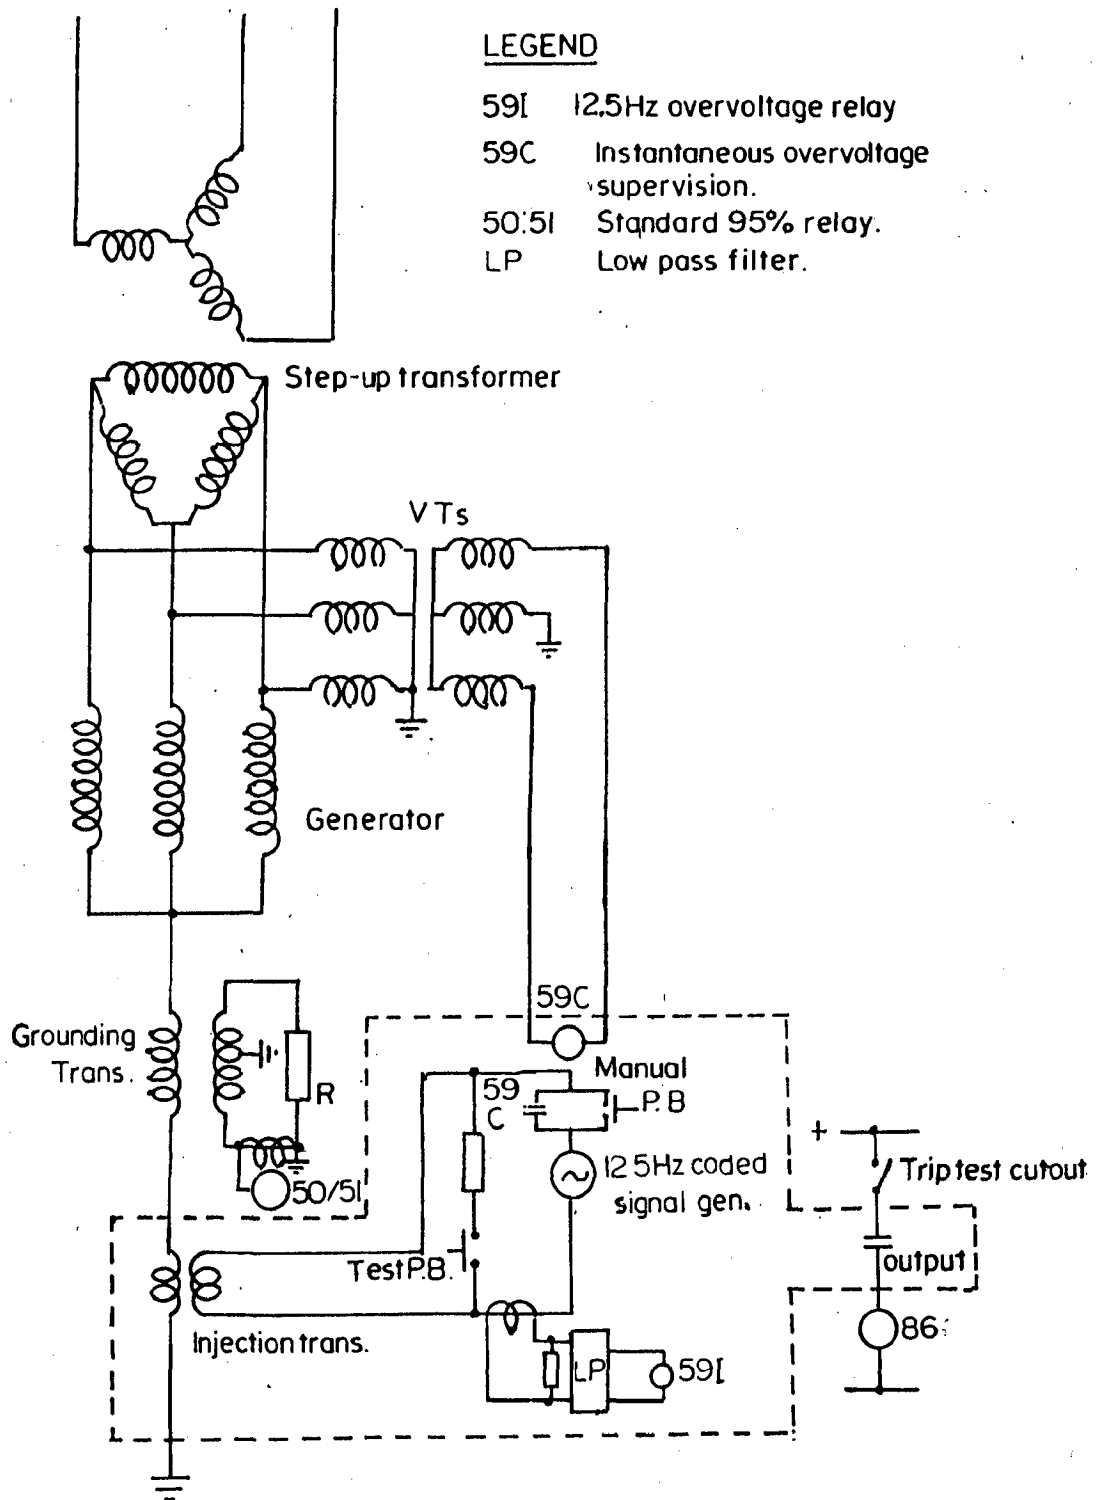 LEGEND
59I 12.5Hz overvoltage relay
59C Instantaneous overvoltage
supervision.
50:51 Standard 95% relay.
LP Low pass filter.
Step-up transformer
VTs
Generator
59C
Grounding
Trans.
R
50/51
Manual
P.B
59
C
12 5Hz coded
signal gen.
+
Trip test cutout
Test P.B.
output
Injection trans.
86
LP
59I